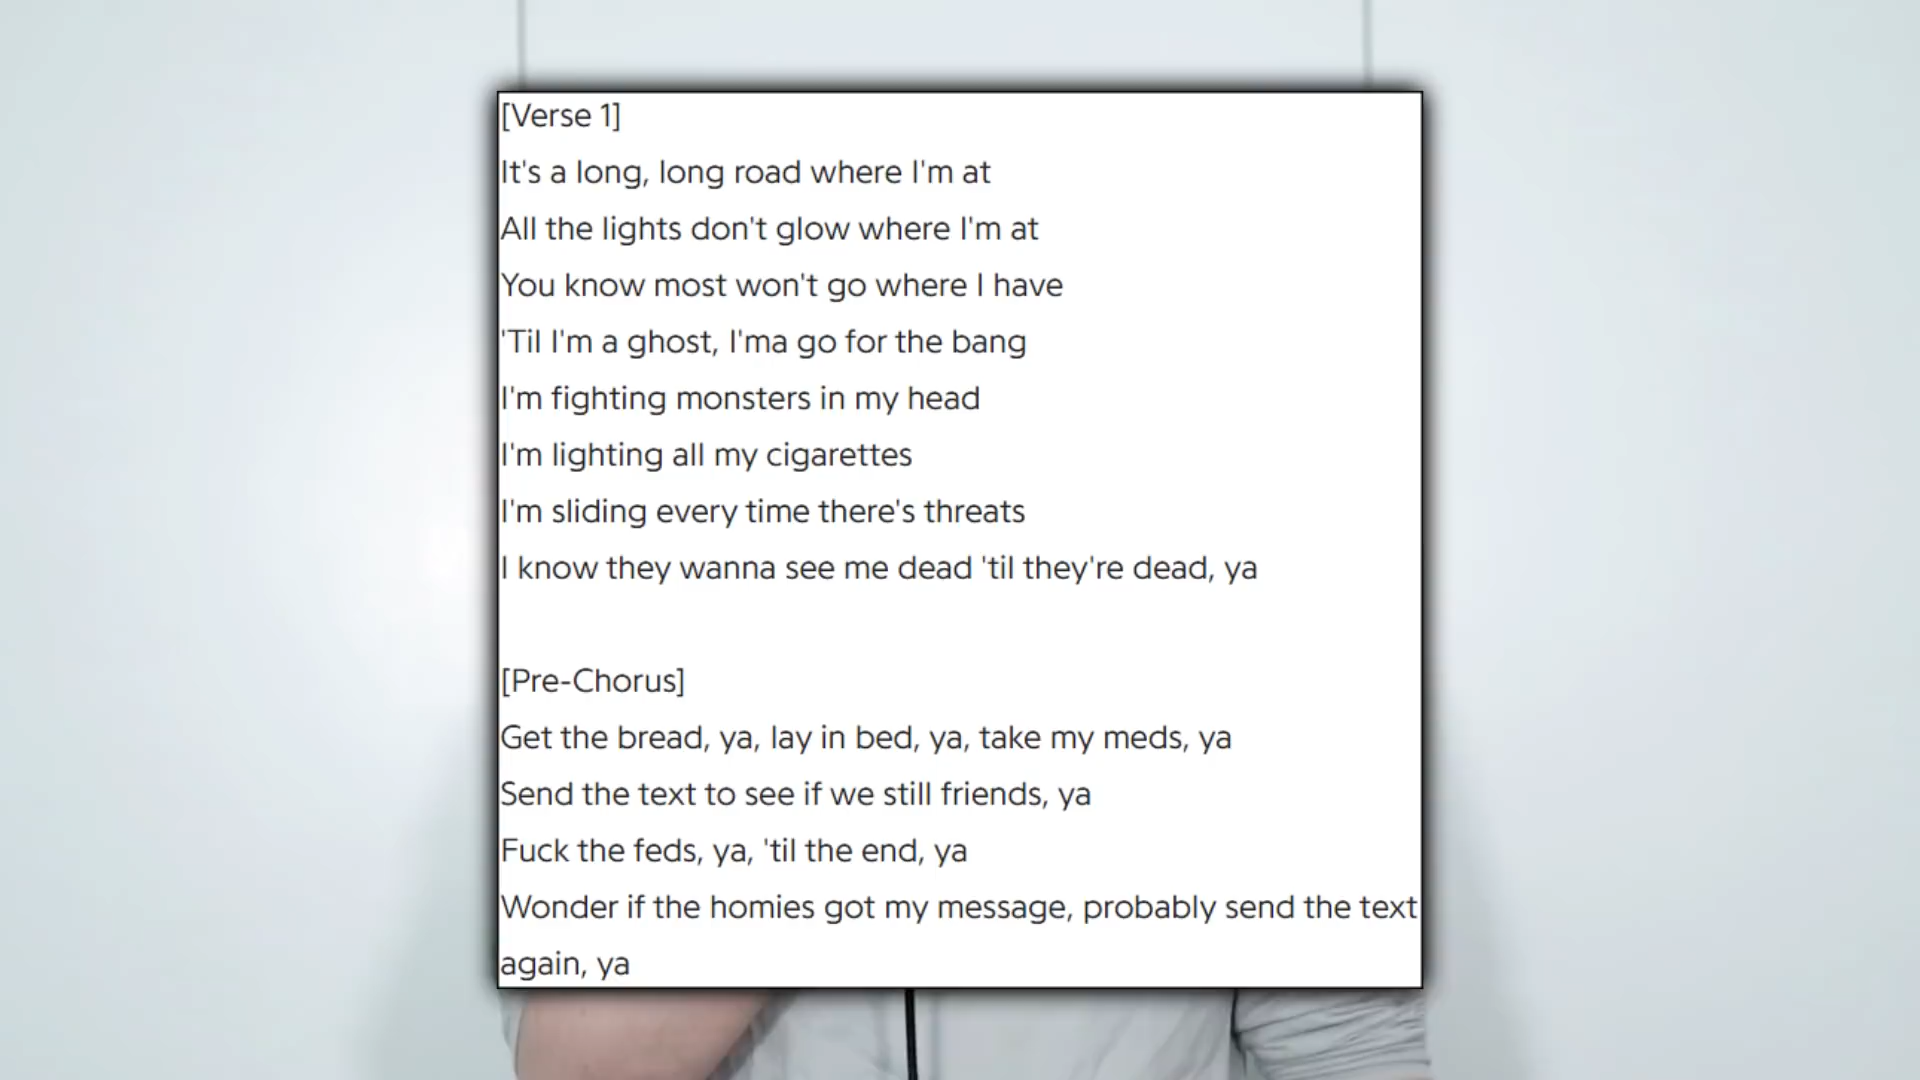 [Verse 1]
It's a long, long road where I'm at
All the lights don't glow where I'm at
You know most won't go where I have
'Til I'm a ghost, I'ma go for the bang
I'm fighting monsters in my head
I'm lighting all my cigarettes
I'm sliding every time there's threats
I know they wanna see me dead 'til they're dead, ya
[Pre-Chorus]
Get the bread, ya, lay in bed, ya, take my meds, ya
Send the text to see if we still friends, ya
Fuck the feds, ya, 'til the end, ya
Wonder if the homies got my message, probably send the text
again, ya